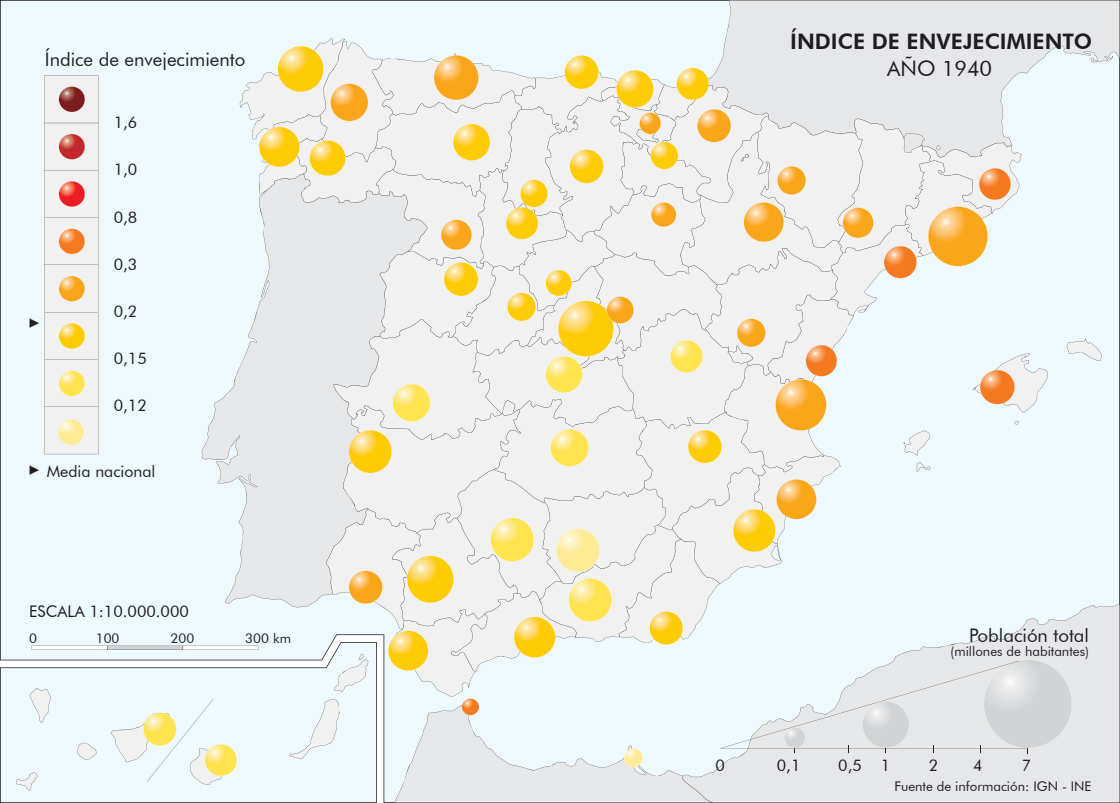 ÍNDICE DE ENVEJECIMIENTO
AÑO 1940
Índice de envejecimiento
1,6
1,0
0,8
0,3
0,2
0,15
0,12
Media nacional
ESCALA 1:10.000.000
0 100 200 300 km
Población total
(millones de habitantes)
0 0,1 0,5 1 2 4 7
Fuente de información: IGN - INE